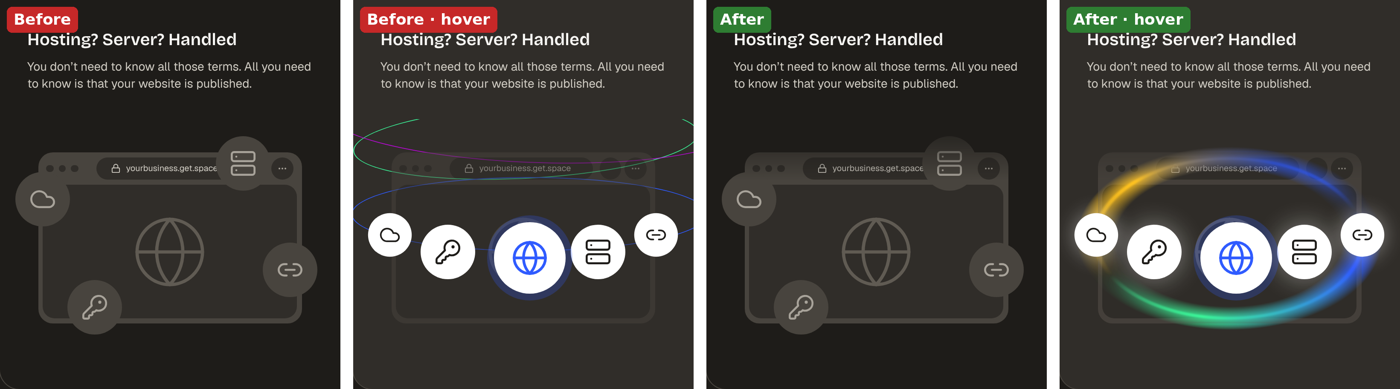 Before
Hosting? Server? Handled
You don't need to know all those terms. All you need
to know is that your website is published.
yourbusiness.get.space
Before · hover
Hosting? Server? Handled
You don't need to know all those terms. All you need
to know is that your website is published.
yourbusiness.get.space
After
Hosting? Server? Handled
You don't need to know all those terms. All you need
to know is that your website is published.
yourbusiness.get.space
After · hover
Hosting? Server? Handled
You don't need to know all those terms. All you need
to know is that your website is published.
yourbusiness.get.space